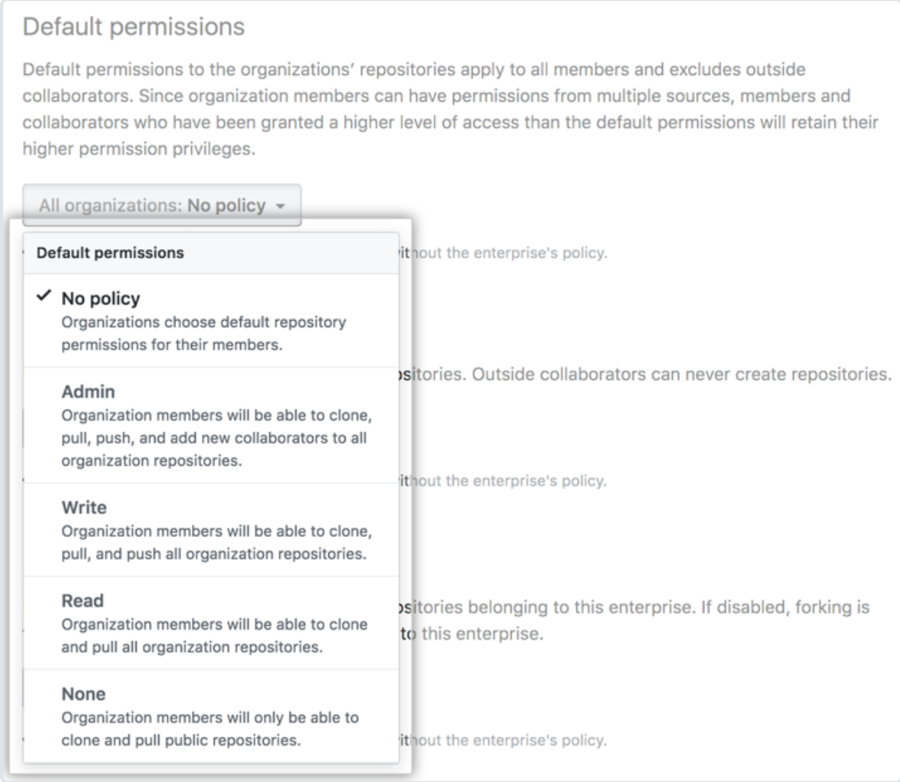 Default permissions
Default permissions to the organizations’ repositories apply to all members and excludes outside
collaborators. Since organization members can have permissions from multiple sources, members and
collaborators who have been granted a higher level of access than the default permissions will retain their
higher permission privileges.
All organizations: No policy
Default permissions
out the enterprise's policy.
No policy
Organizations choose default repository
permissions for their members.
Outside collaborators can never create repositories.
Admin
Organization members will be able to clone,
pull, push, and add new collaborators to all
organization repositories.
out the enterprise's policy.
Write
Organization members will be able to clone,
pull, and push all organization repositories.
Read
belonging to this enterprise. If disabled, forking is
Organization members will be able to clone
to this enterprise.
and pull all organization repositories.
None
Organization members will only be able to
clone and pull public repositories.
out the enterprise's policy.